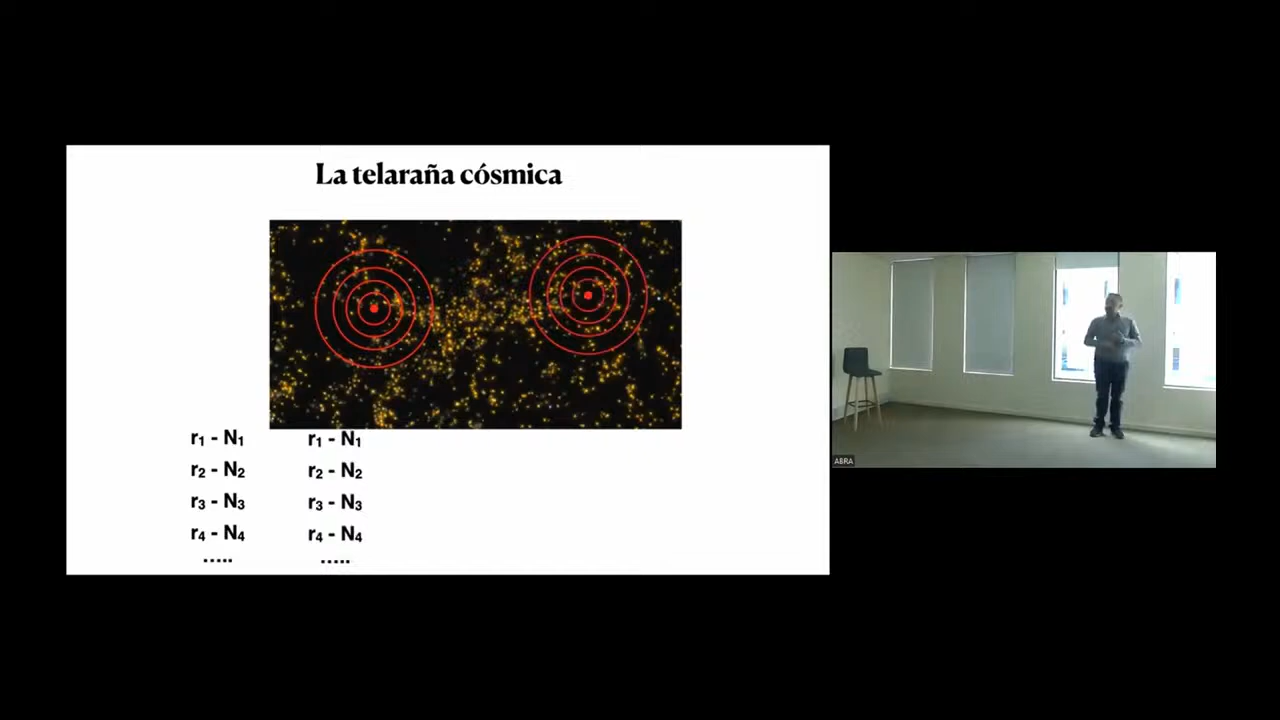 La telaraña cósmica
r₁ - N₁ r₁ - N₁
r₂ - N₂ r₂ - N₂
r₃ - N₃ r₃ - N₃
r₄ - N₄ r₄ - N₄
..... .....
ABRA